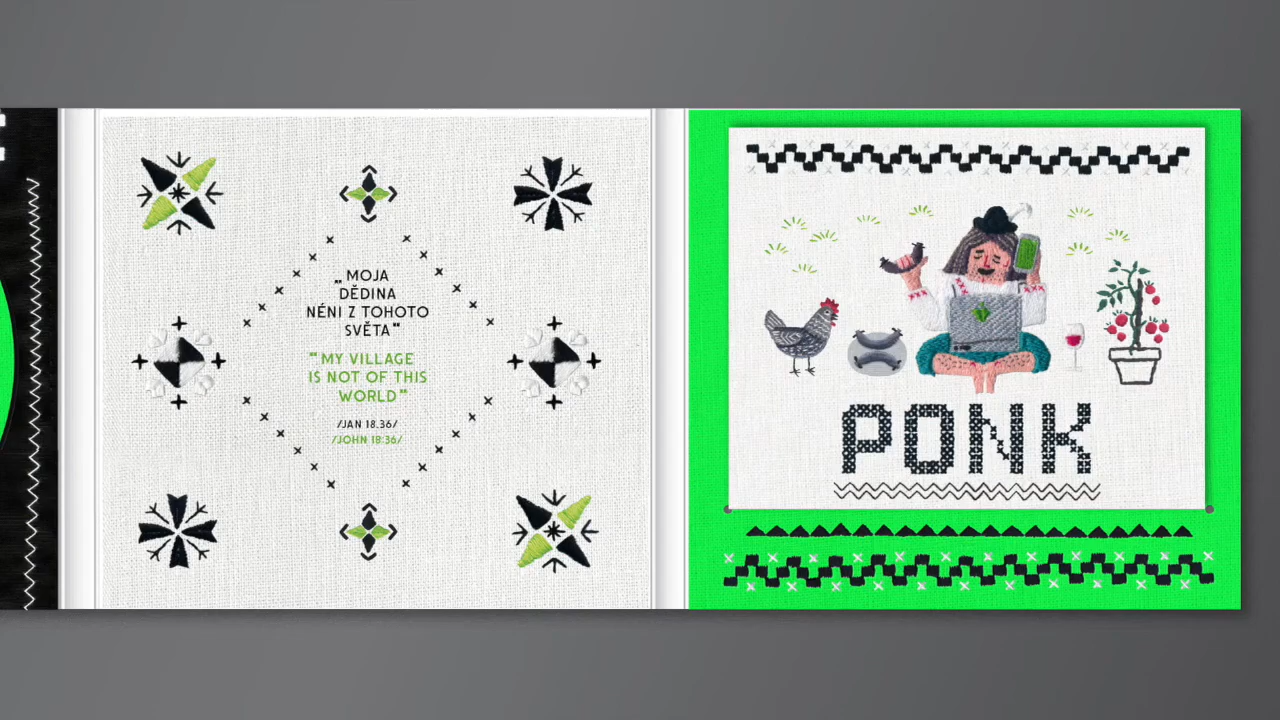 „MOJA
DĚDINA
NÉNI Z TOHOTO
SVĚTA"
"MY VILLAGE
IS NOT OF THIS
WORLD"
/JAN 18.36/
/JOHN 18:36/
PONK